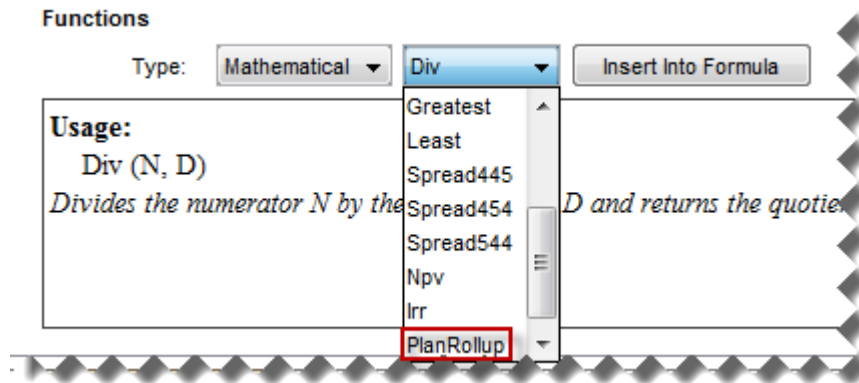 Functions
Type: Mathematical Div Insert Into Formula
Usage:
Div (N, D)
Divides the numerator N by the D and returns the quotie
Greatest
Least
Spread445
Spread454
Spread544
Npv
Irr
PlanRollup